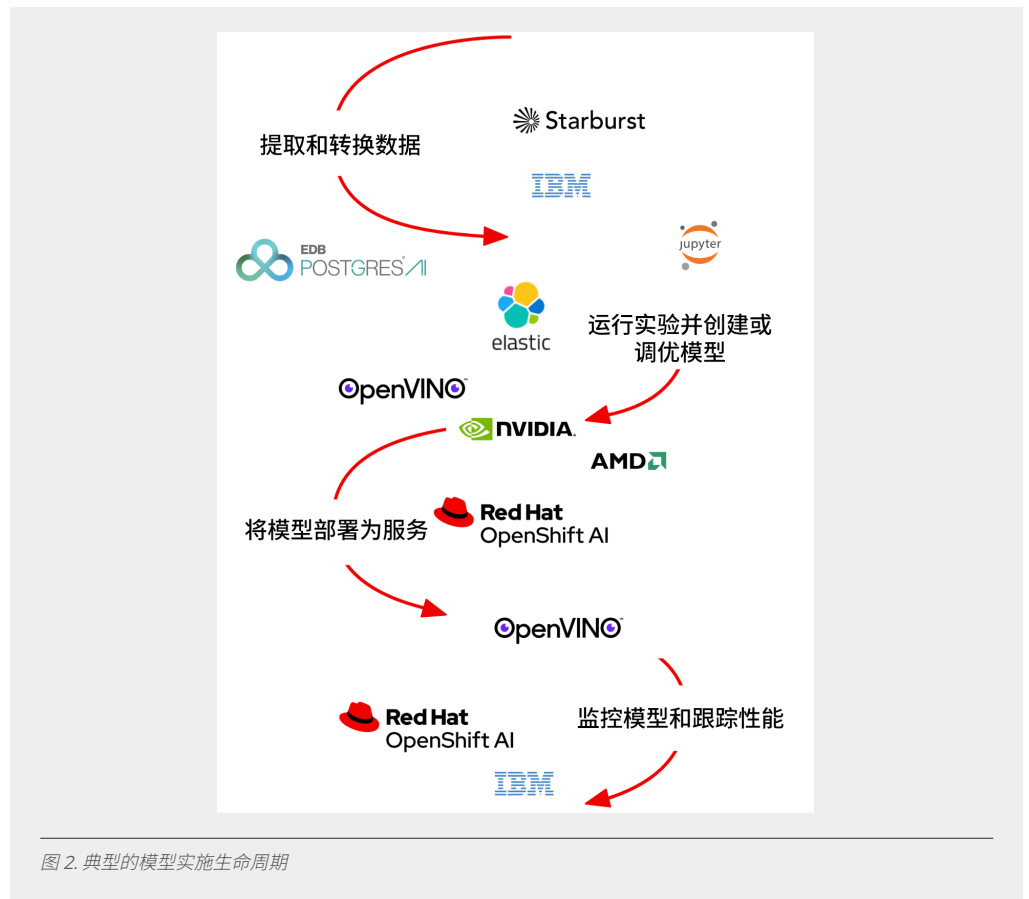 Starburst
提取和转换数据
IBM
EDB
POSTGRES™ AI
jupyter
elastic
运行实验并创建或
调优模型
OpenVINO™
NVIDIA.
AMD
Red Hat
OpenShift AI
将模型部署为服务
OpenVINO™
Red Hat
OpenShift AI
监控模型和跟踪性能
IBM
图 2. 典型的模型实施生命周期